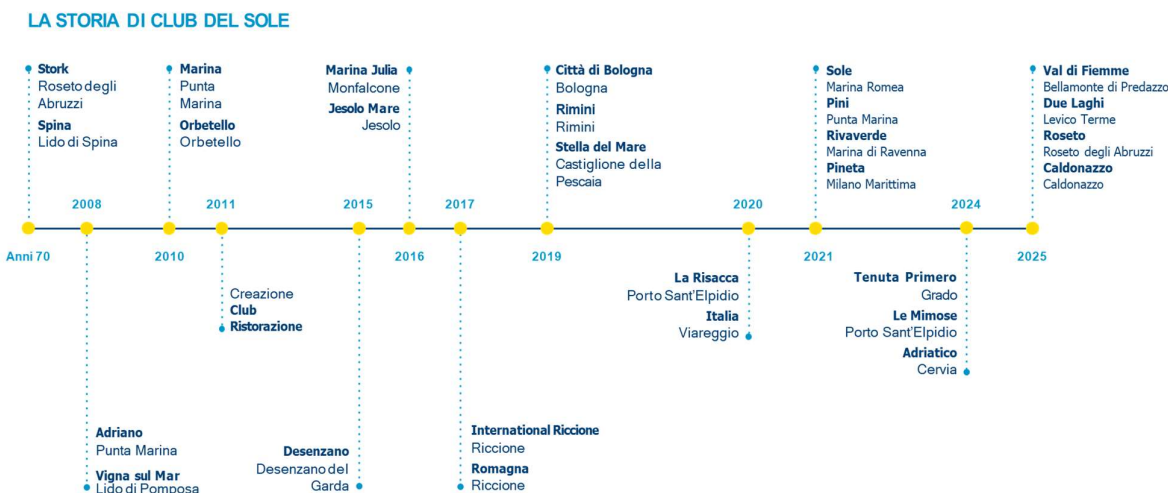 LA STORIA DI CLUB DEL SOLE
Stork
Roseto degli
Abruzzi
Spina
Lido di Spina
Marina
Punta
Marina
Orbetello
Orbetello
Marina Julia
Monfalcone
Jesolo Mare
Jesolo
Città di Bologna
Bologna
Rimini
Rimini
Stella del Mare
Castiglione della
Pescaia
Sole
Marina Romea
Pini
Punta Marina
Rivaverde
Marina di Ravenna
Pineta
Milano Marittima
Val di Fiemme
Bellamonte di Predazzo
Due Laghi
Levico Terme
Roseto
Roseto degli Abruzzi
Caldonazzo
Caldonazzo
2008
2011
2015
2017
2020
2024
Anni 70
2010
2016
2019
2021
2025
Creazione
Club
Ristorazione
La Risacca
Porto Sant'Elpidio
Italia
Viareggio
Tenuta Primero
Grado
Le Mimose
Porto Sant'Elpidio
Adriatico
Cervia
Adriano
Punta Marina
Vigna sul Mar
Lido di Pomposa
Desenzano
Desenzano del
Garda
International Riccione
Riccione
Romagna
Riccione